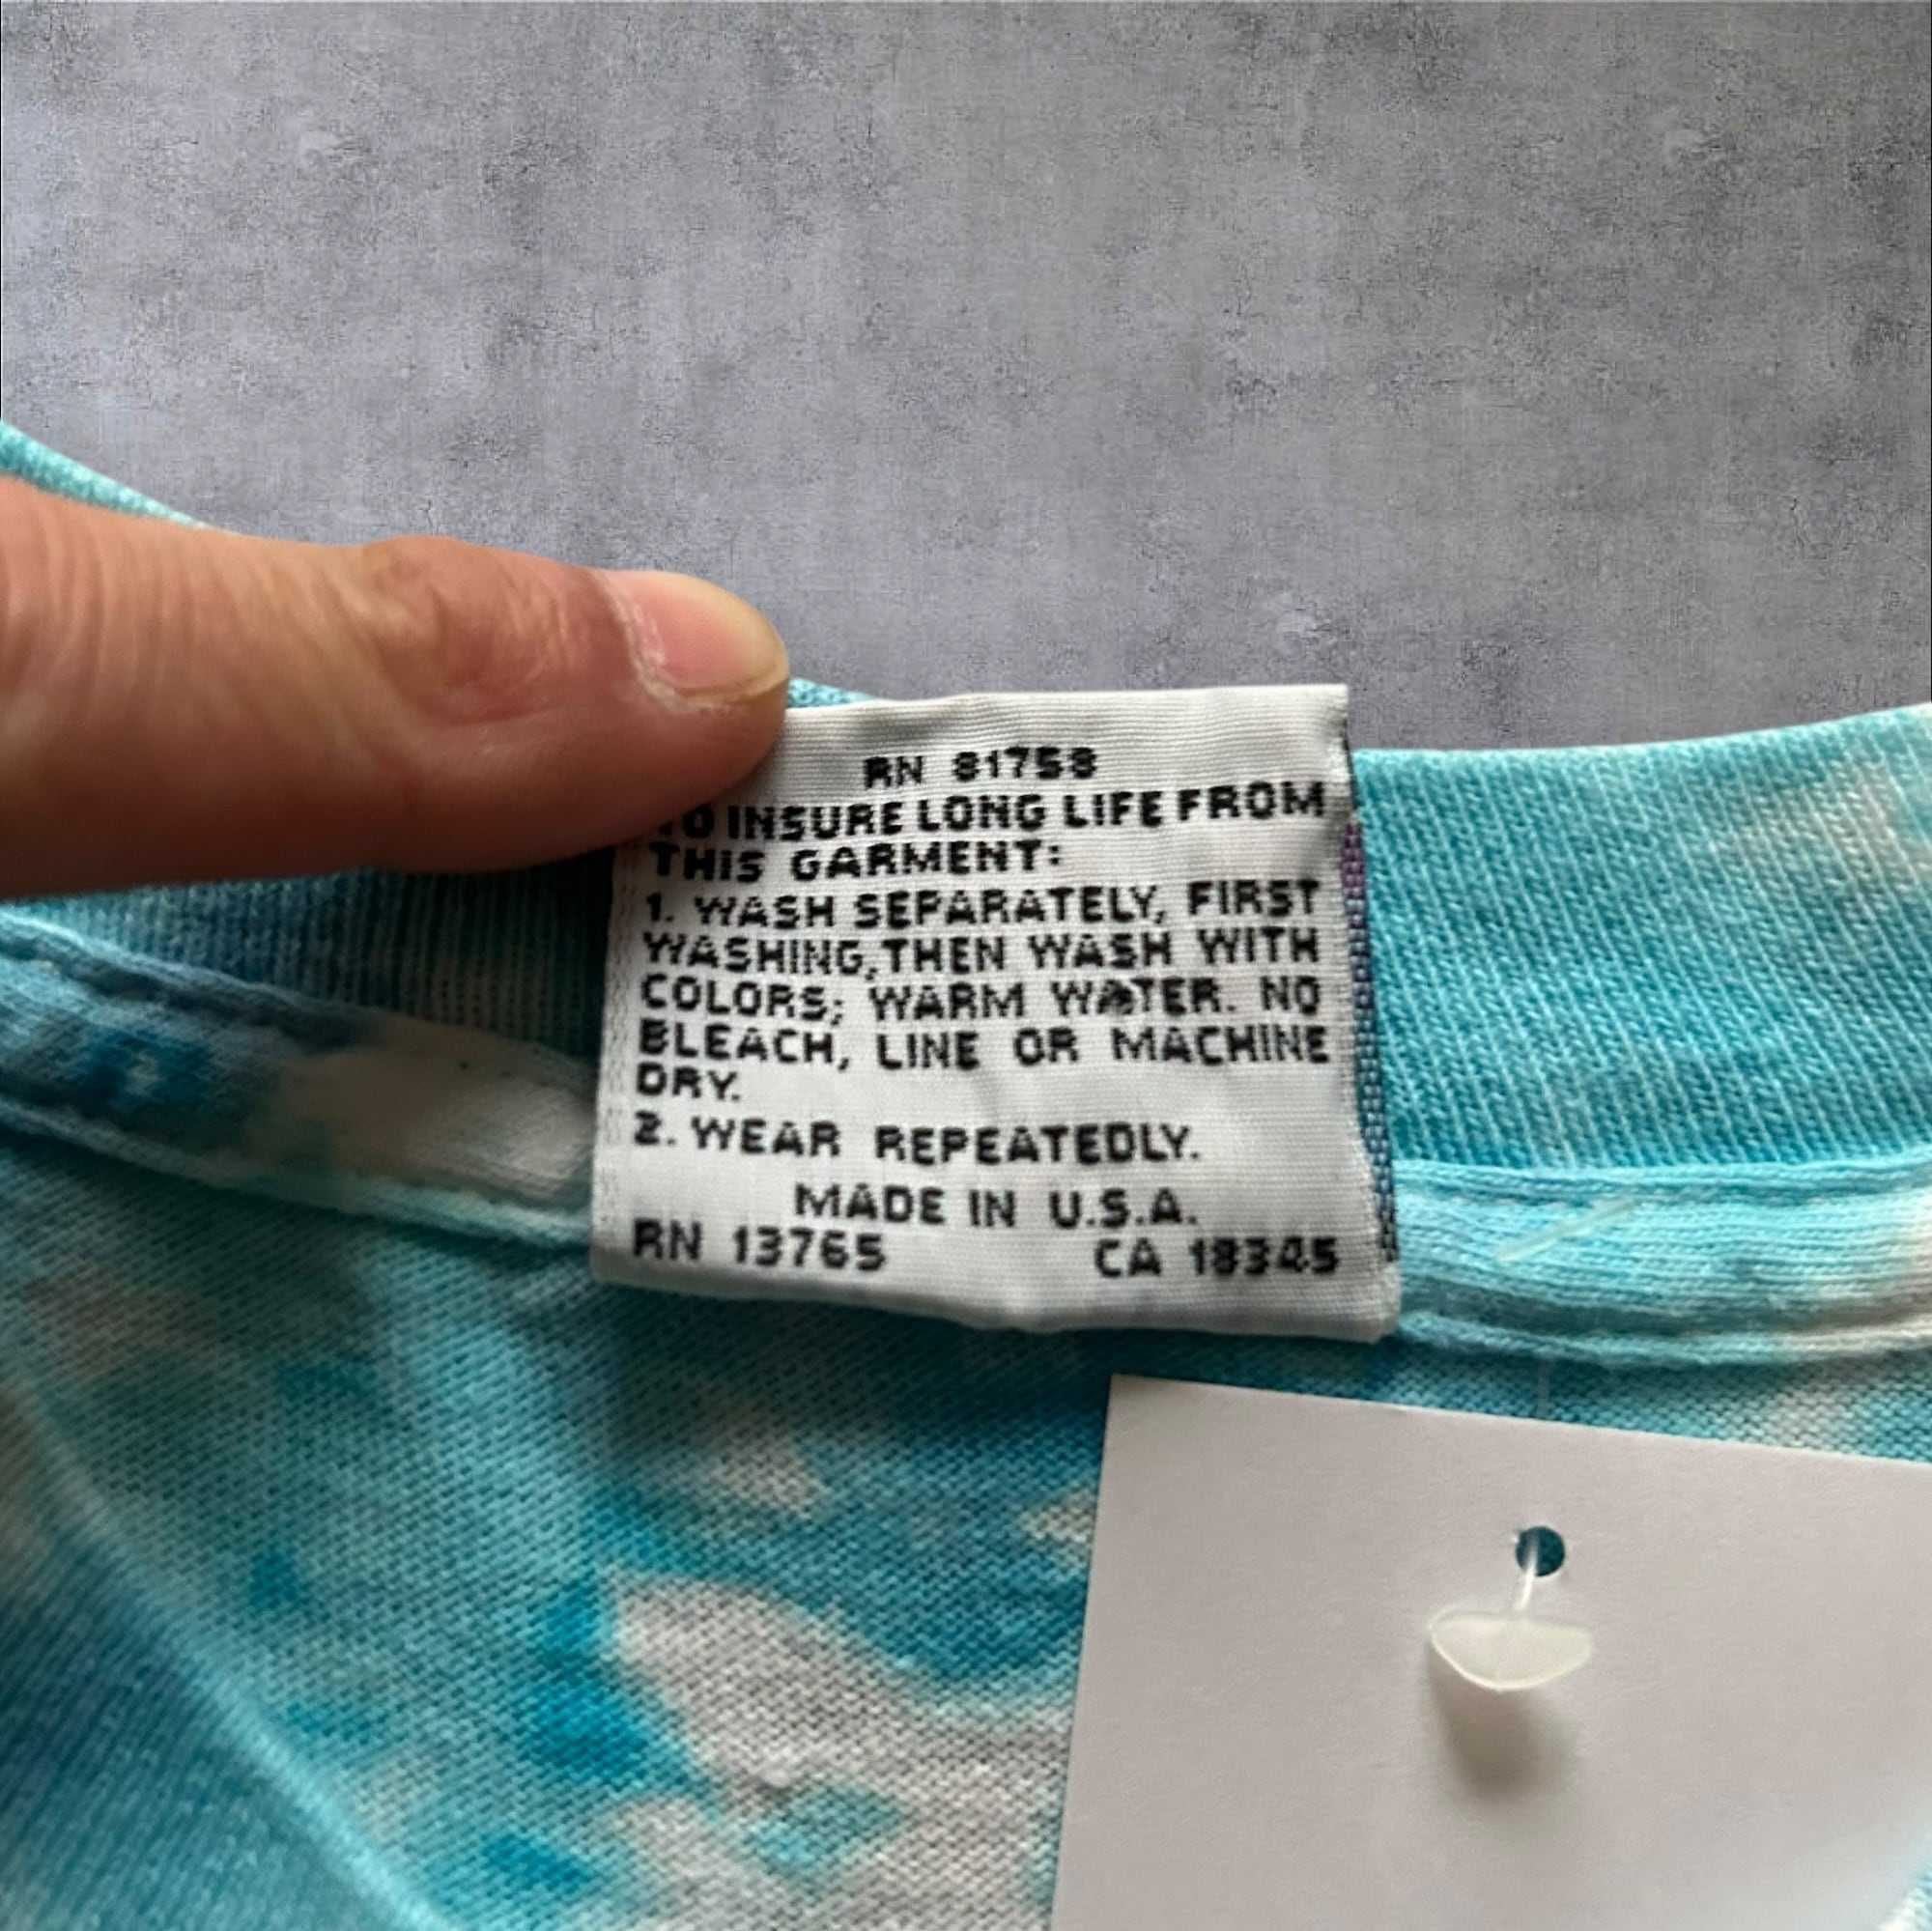 RN 81758
TO INSURE LONG LIFE FROM
THIS GARMENT:
1. WASH SEPARATELY, FIRST
WASHING, THEN WASH WITH
COLORS; WARM WATER. NO
BLEACH, LINE OR MACHINE
DRY.
2. WEAR REPEATEDLY.
MADE IN U.S.A.
RN 13765 CA 18345